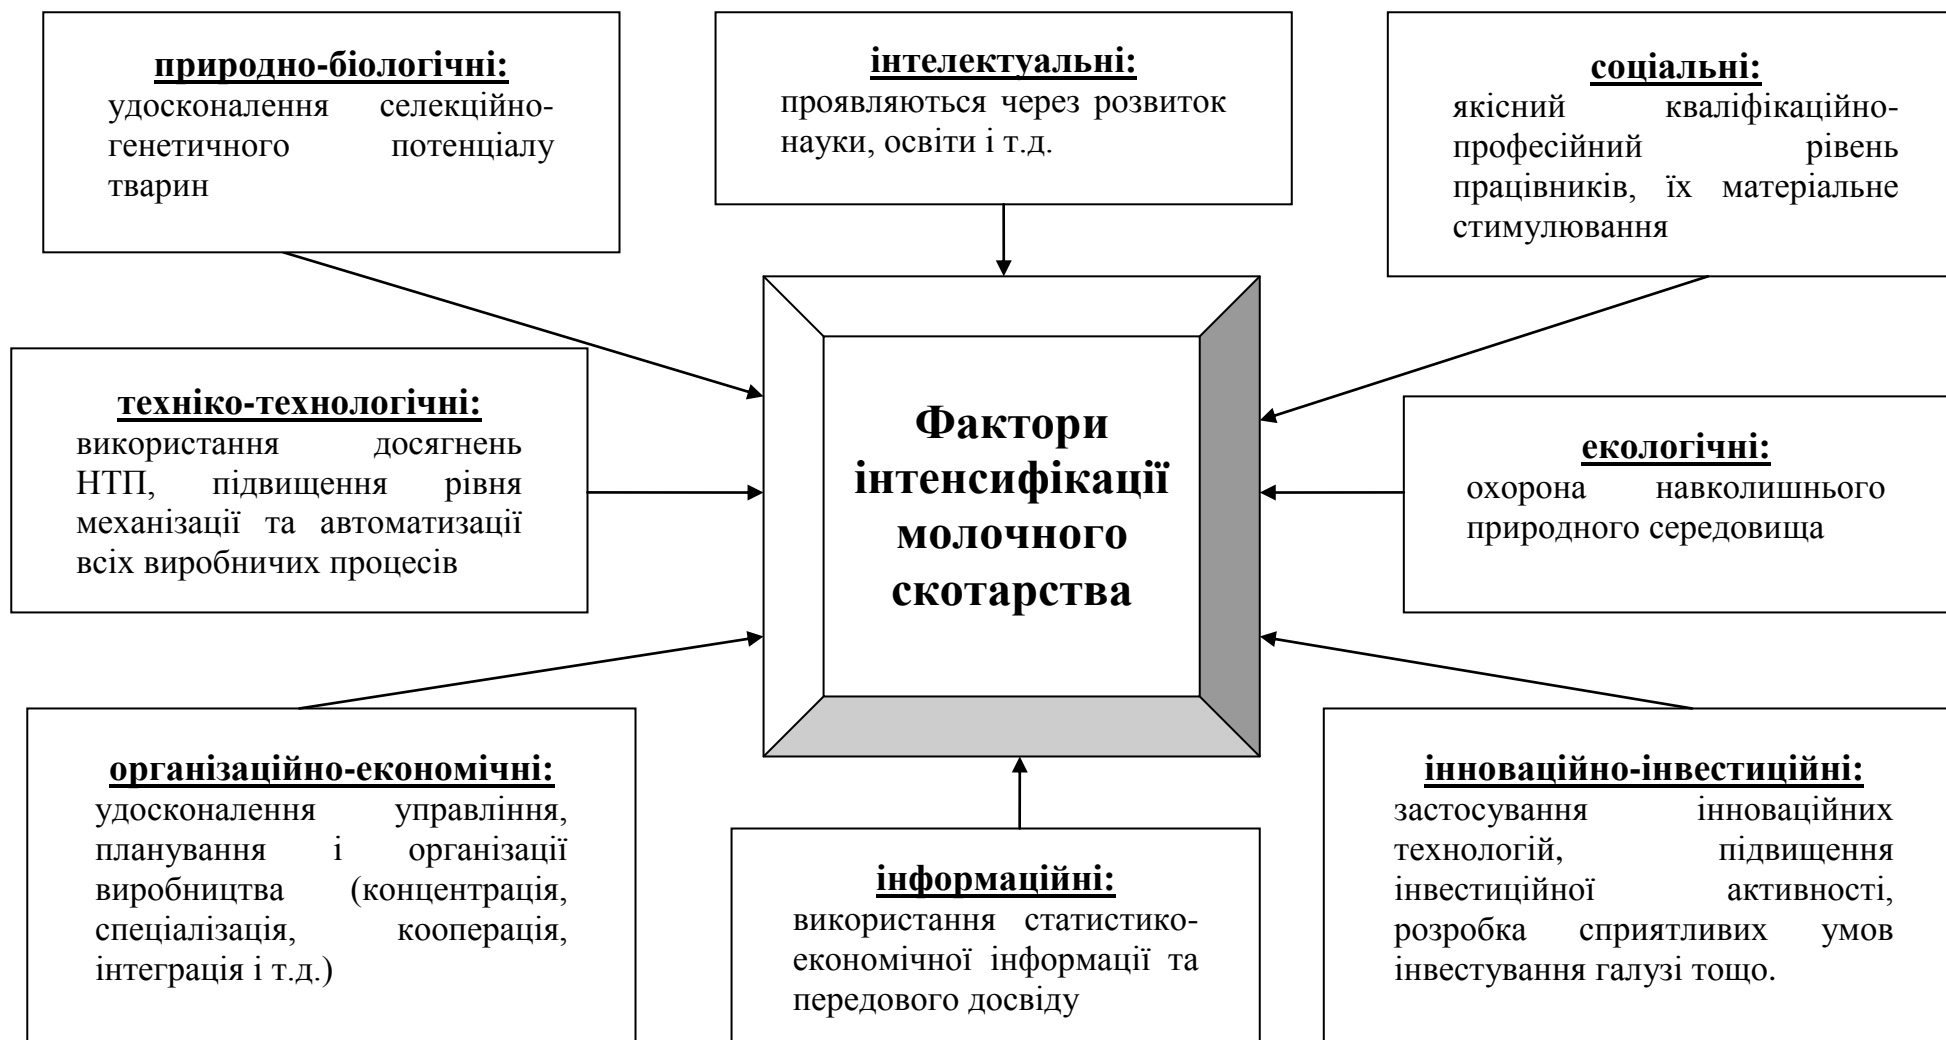 природно-біологічні:
удосконалення селекційно-
генетичного потенціалу
тварин
інтелектуальні:
проявляються через розвиток
науки, освіти і т.д.
соціальні:
якісний кваліфікаційно-
професійний рівень
працівників, їх матеріальне
стимулювання
техніко-технологічні:
використання досягнень
НТП, підвищення рівня
механізації та автоматизації
всіх виробничих процесів
Фактори
інтенсифікації
молочного
скотарства
екологічні:
охорона навколишнього
природного середовища
організаційно-економічні:
удосконалення управління,
планування і організації
виробництва (концентрація,
спеціалізація, кооперація,
інтеграція і т.д.)
інформаційні:
використання статистико-
економічної інформації та
передового досвіду
інноваційно-інвестиційні:
застосування інноваційних
технологій, підвищення
інвестиційної активності,
розробка сприятливих умов
інвестування галузі тощо.